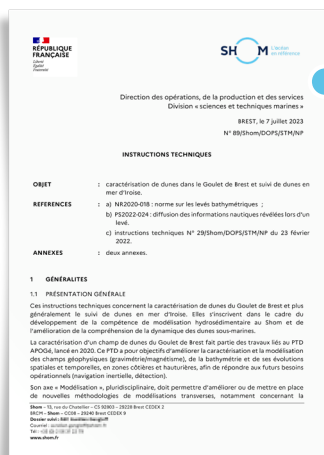 RÉPUBLIQUE
FRANÇAISE
Liberté
Égalité
Fraternité
SHOM
L'océan
en référence
Direction des opérations, de la production et des services
Division « sciences et techniques marines »
BREST, le 7 juillet 2023
N° 89/Shom/DOPS/STM/NP
INSTRUCTIONS TECHNIQUES
OBJET : caractérisation de dunes dans le Goulet de Brest et suivi de dunes en
mer d'Iroise.
REFERENCES : a) NR2020-018 : norme sur les levés bathymétriques ;
b) PS2022-024 : diffusion des informations nautiques révélées lors d'un
levé.
c) instructions techniques N° 29/Shom/DOPS/STM/NP du 23 février
2022.
ANNEXES : deux annexes.
1 GÉNÉRALITES
1.1 PRÉSENTATION GÉNÉRALE
Ces instructions techniques concernent la caractérisation de dunes du Goulet de Brest et plus
généralement le suivi de dunes en mer d'Iroise. Elles s'inscrivent dans le cadre du
développement de la compétence de modélisation hydrosédimentaire au Shom et de
l'amélioration de la compréhension de la dynamique des dunes sous-marines.
La caractérisation d'un champ de dunes du Goulet de Brest fait partie des travaux liés au PTD
APOGé, lancé en 2020. Ce PTD a pour objectifs d'améliorer la caractérisation et la modélisation
des champs géophysiques (gravimétrie/magnétisme), de la bathymétrie et de ses évolutions
spatiales et temporelles, en zones côtières et hauturières, afin de répondre aux futurs besoins
opérationnels (navigation inertielle, détection).
Son axe « Modélisation », pluridisciplinaire, doit permettre d'améliorer ou de mettre en place
de nouvelles méthodologies de modélisations transverses, notamment concernant la
Shom – 13, rue du Chatellier – CS 92803 – 29228 Brest CEDEX 2
BRCM – Shom – CC08 – 29240 Brest CEDEX 9
Dossier suivi :
Courriel :
Tél :
www.shom.fr